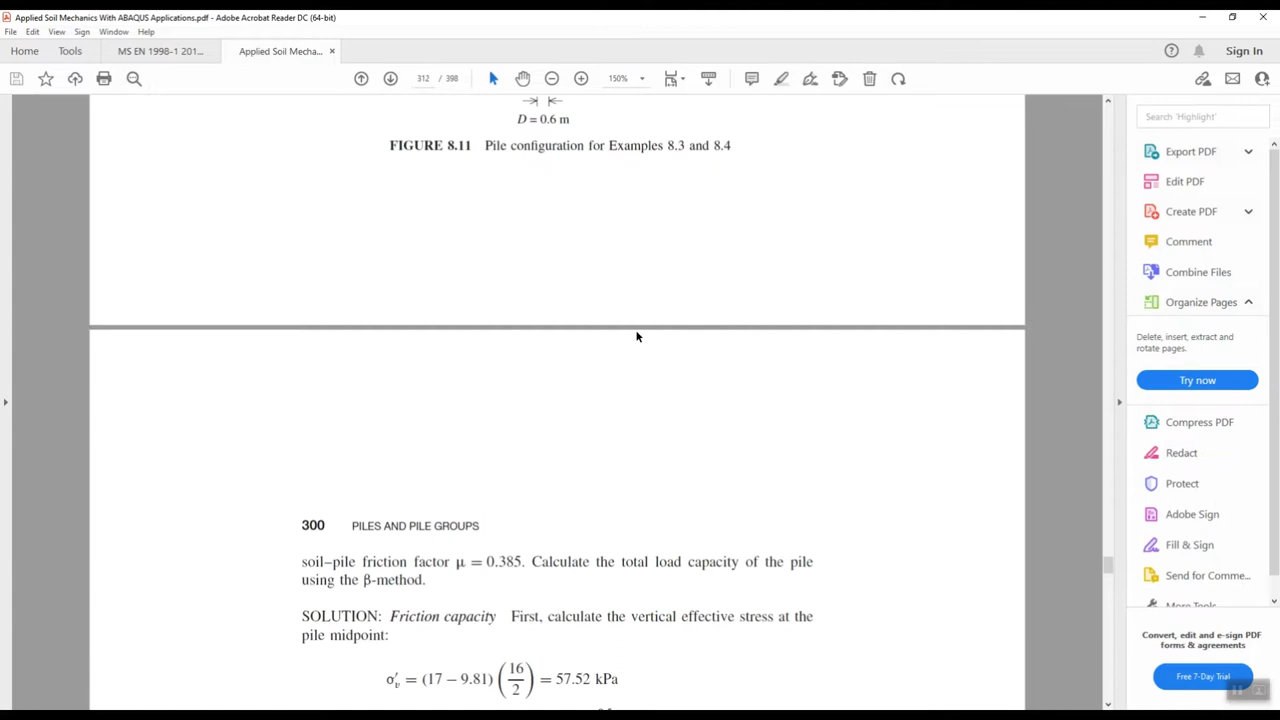 Applied Soil Mechanics With ABAQUS Applications.pdf - Adobe Acrobat Reader DC (64-bit)
File Edit View Sign Window Help
Home Tools MS EN 1998-1 201... Applied Soil Mecha... × Sign In
312 / 398 150%
D = 0.6 m
FIGURE 8.11 Pile configuration for Examples 8.3 and 8.4
300 PILES AND PILE GROUPS
soil–pile friction factor μ = 0.385. Calculate the total load capacity of the pile
using the β-method.
SOLUTION: Friction capacity First, calculate the vertical effective stress at the
pile midpoint:
σ′v = (17 − 9.81) (16/2) = 57.52 kPa
Search 'Highlight'
Export PDF
Edit PDF
Create PDF
Comment
Combine Files
Organize Pages
Delete, insert, extract and
rotate pages.
Try now
Compress PDF
Redact
Protect
Adobe Sign
Fill & Sign
Send for Comme...
More Tools
Convert, edit and e-sign PDF
forms & agreements
Free 7-Day Trial